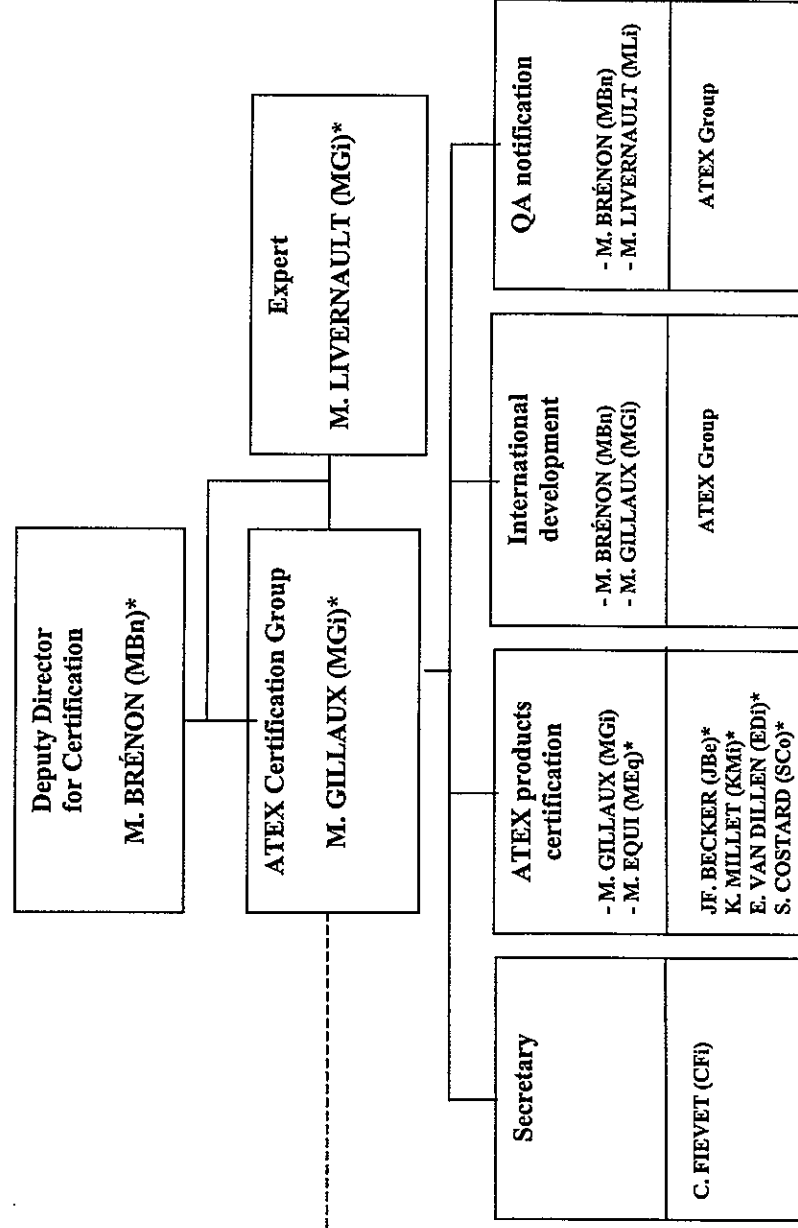 Deputy Director
for Certification
M. BRÉNON (MBn)*
ATEX Certification Group
M. GILLAUX (MGi)*
Expert
M. LIVERNAULT (MGi)*
Secretary
C. FIEVET (CFi)
ATEX products
certification
- M. GILLAUX (MGi)
- M. EQUI (MEq)*
JF. BECKER (JBe)*
K. MILLET (KMi)*
E. VAN DILLEN (EDi)*
S. COSTARD (SCo)*
International
development
- M. BRÉNON (MBn)
- M. GILLAUX (MGi)
ATEX Group
QA notification
- M. BRÉNON (MBn)
- M. LIVERNAULT (MLi)
ATEX Group